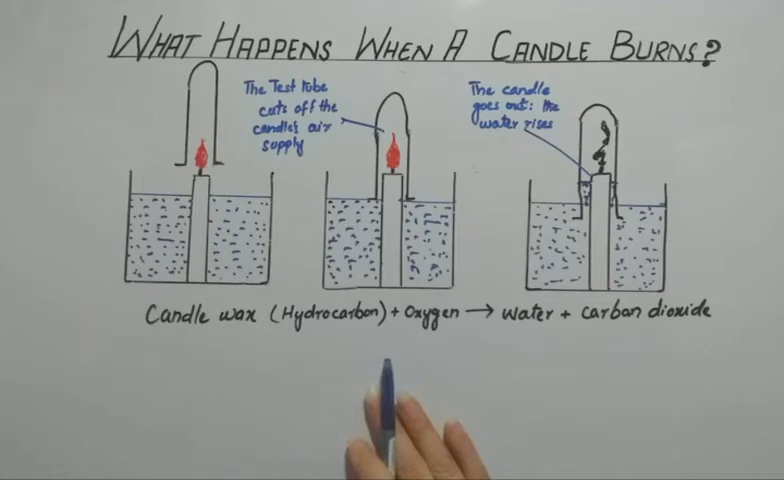 WHAT HAPPENS WHEN A CANDLE BURNS?
The Test tube
cuts off the
candle's air
supply
The candle
goes out: the
water rises
Candle wax (Hydrocarbon) + Oxygen → Water + carbon dioxide